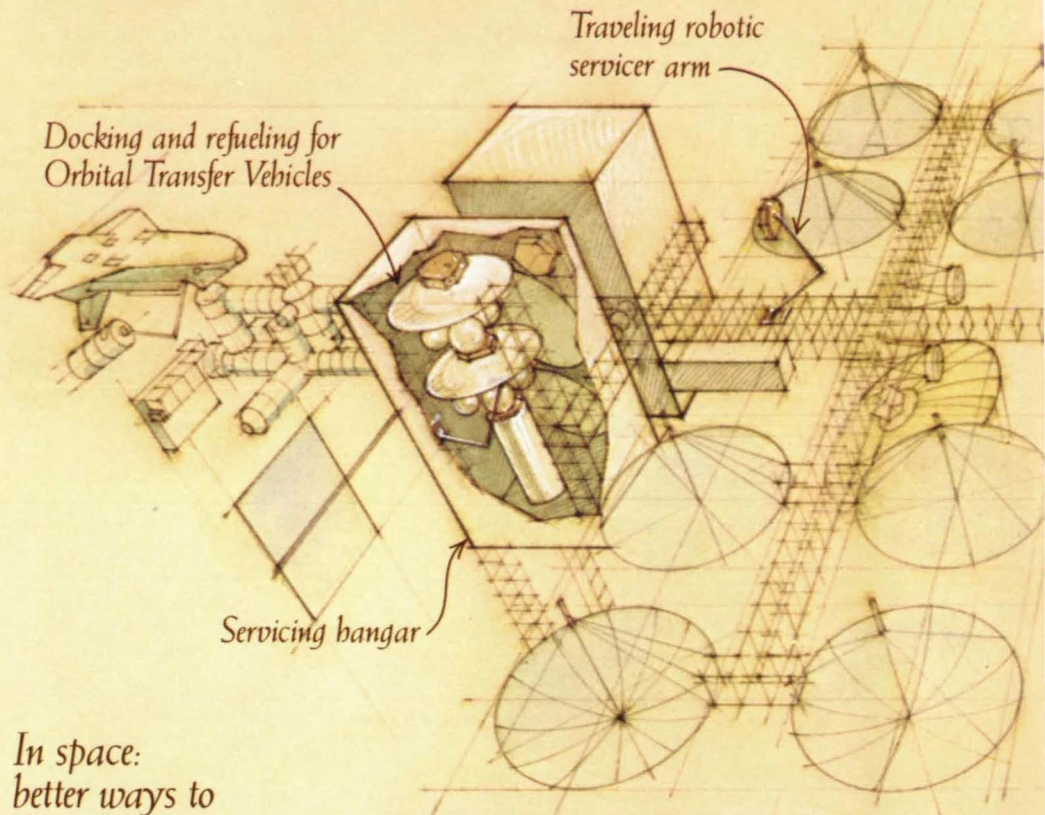 Traveling robotic
servicer arm
Docking and refueling for
Orbital Transfer Vehicles
Servicing hangar
In space:
better ways to